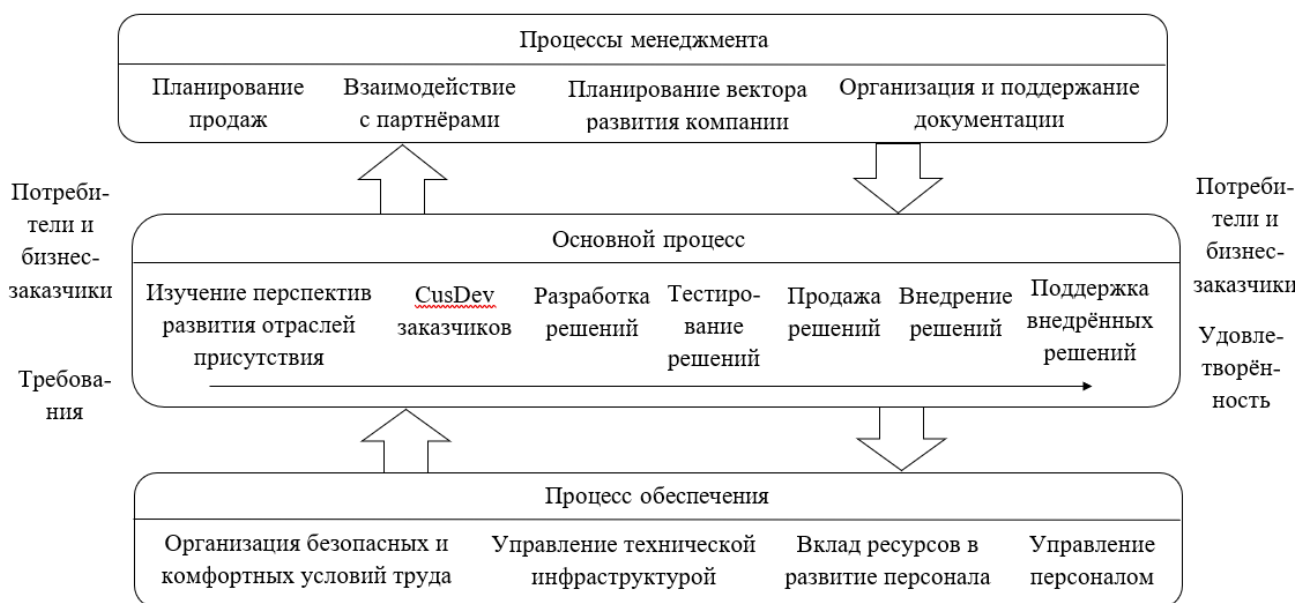 Процессы менеджмента
Планирование
продаж
Взаимодействие
с партнёрами
Планирование вектора
развития компании
Организация и поддержание
документации
Потреби-
тели и
бизнес-
заказчики
Требова-
ния
Основной процесс
Изучение перспектив
развития отраслей
присутствия
CusDev
заказчиков
Разработка
решений
Тестиро-
вание
решений
Продажа
решений
Внедрение
решений
Поддержка
внедрённых
решений
Потреби-
тели и
бизнес-
заказчики
Удовле-
творён-
ность
Процесс обеспечения
Организация безопасных и
комфортных условий труда
Управление технической
инфраструктурой
Вклад ресурсов в
развитие персонала
Управление
персоналом